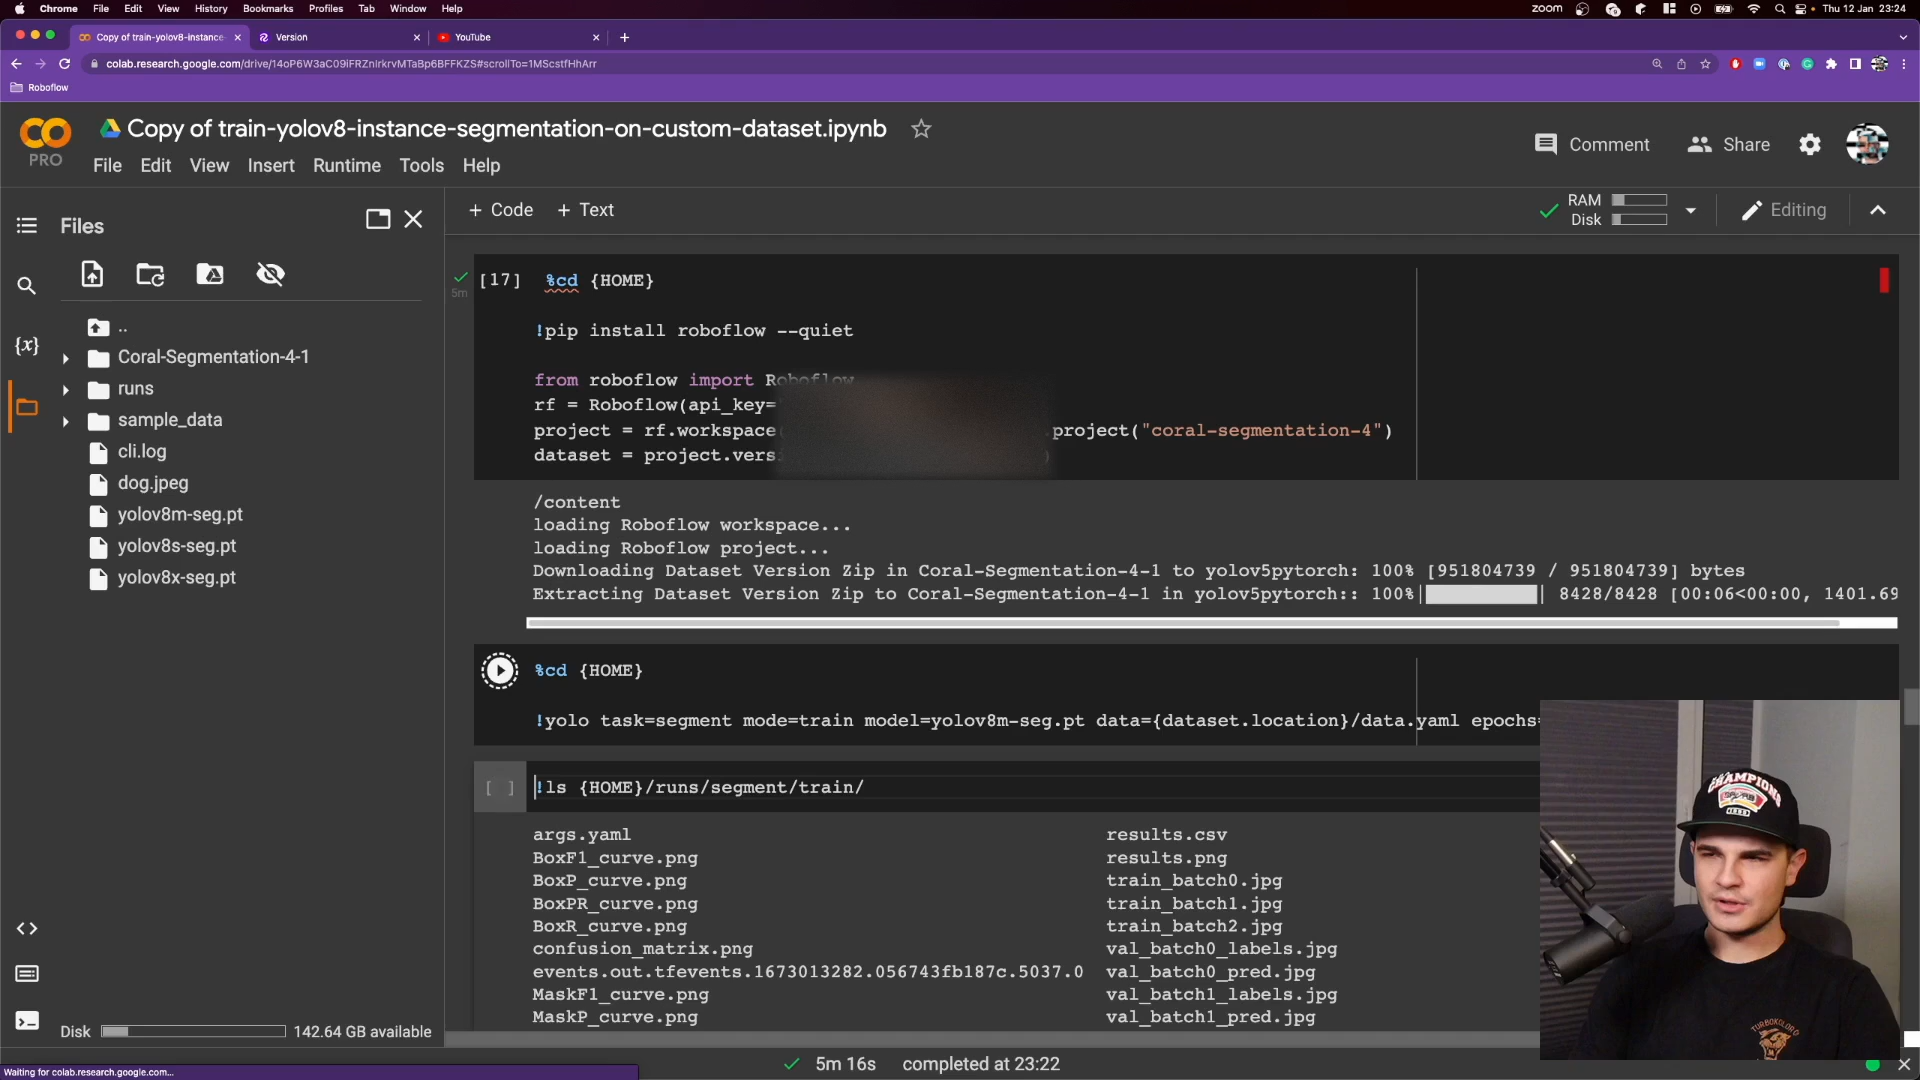 Chrome File Edit View History Bookmarks Profiles Tab Window Help
zoom Thu 12 Jan 23:24
Copy of train-yolov8-instance- Version YouTube
colab.research.google.com/drive/14oP6W3aC09iFRZnIrkrvMTaBp6BFFKZS#scrollTo=1MScstfHhArr
Roboflow
Copy of train-yolov8-instance-segmentation-on-custom-dataset.ipynb
PRO
File Edit View Insert Runtime Tools Help
Comment Share
Files
+ Code + Text
RAM
Disk
Editing
..
Coral-Segmentation-4-1
runs
sample_data
cli.log
dog.jpeg
yolov8m-seg.pt
yolov8s-seg.pt
yolov8x-seg.pt
{x}
Disk 142.64 GB available
5m
[17] %cd {HOME}
!pip install roboflow --quiet
from roboflow import Roboflow
rf = Roboflow(api_key=
project = rf.workspace( .project("coral-segmentation-4")
dataset = project.versi )
/content
loading Roboflow workspace...
loading Roboflow project...
Downloading Dataset Version Zip in Coral-Segmentation-4-1 to yolov5pytorch: 100% [951804739 / 951804739] bytes
Extracting Dataset Version Zip to Coral-Segmentation-4-1 in yolov5pytorch:: 100%| | 8428/8428 [00:06<00:00, 1401.69
%cd {HOME}
!yolo task=segment mode=train model=yolov8m-seg.pt data={dataset.location}/data.yaml epochs=
[ ] !ls {HOME}/runs/segment/train/
args.yaml results.csv
BoxF1_curve.png results.png
BoxP_curve.png train_batch0.jpg
BoxPR_curve.png train_batch1.jpg
BoxR_curve.png train_batch2.jpg
confusion_matrix.png val_batch0_labels.jpg
events.out.tfevents.1673013282.056743fb187c.5037.0 val_batch0_pred.jpg
MaskF1_curve.png val_batch1_labels.jpg
MaskP_curve.png val_batch1_pred.jpg
CHAMPIONS
5m 16s completed at 23:22
Waiting for colab.research.google.com...